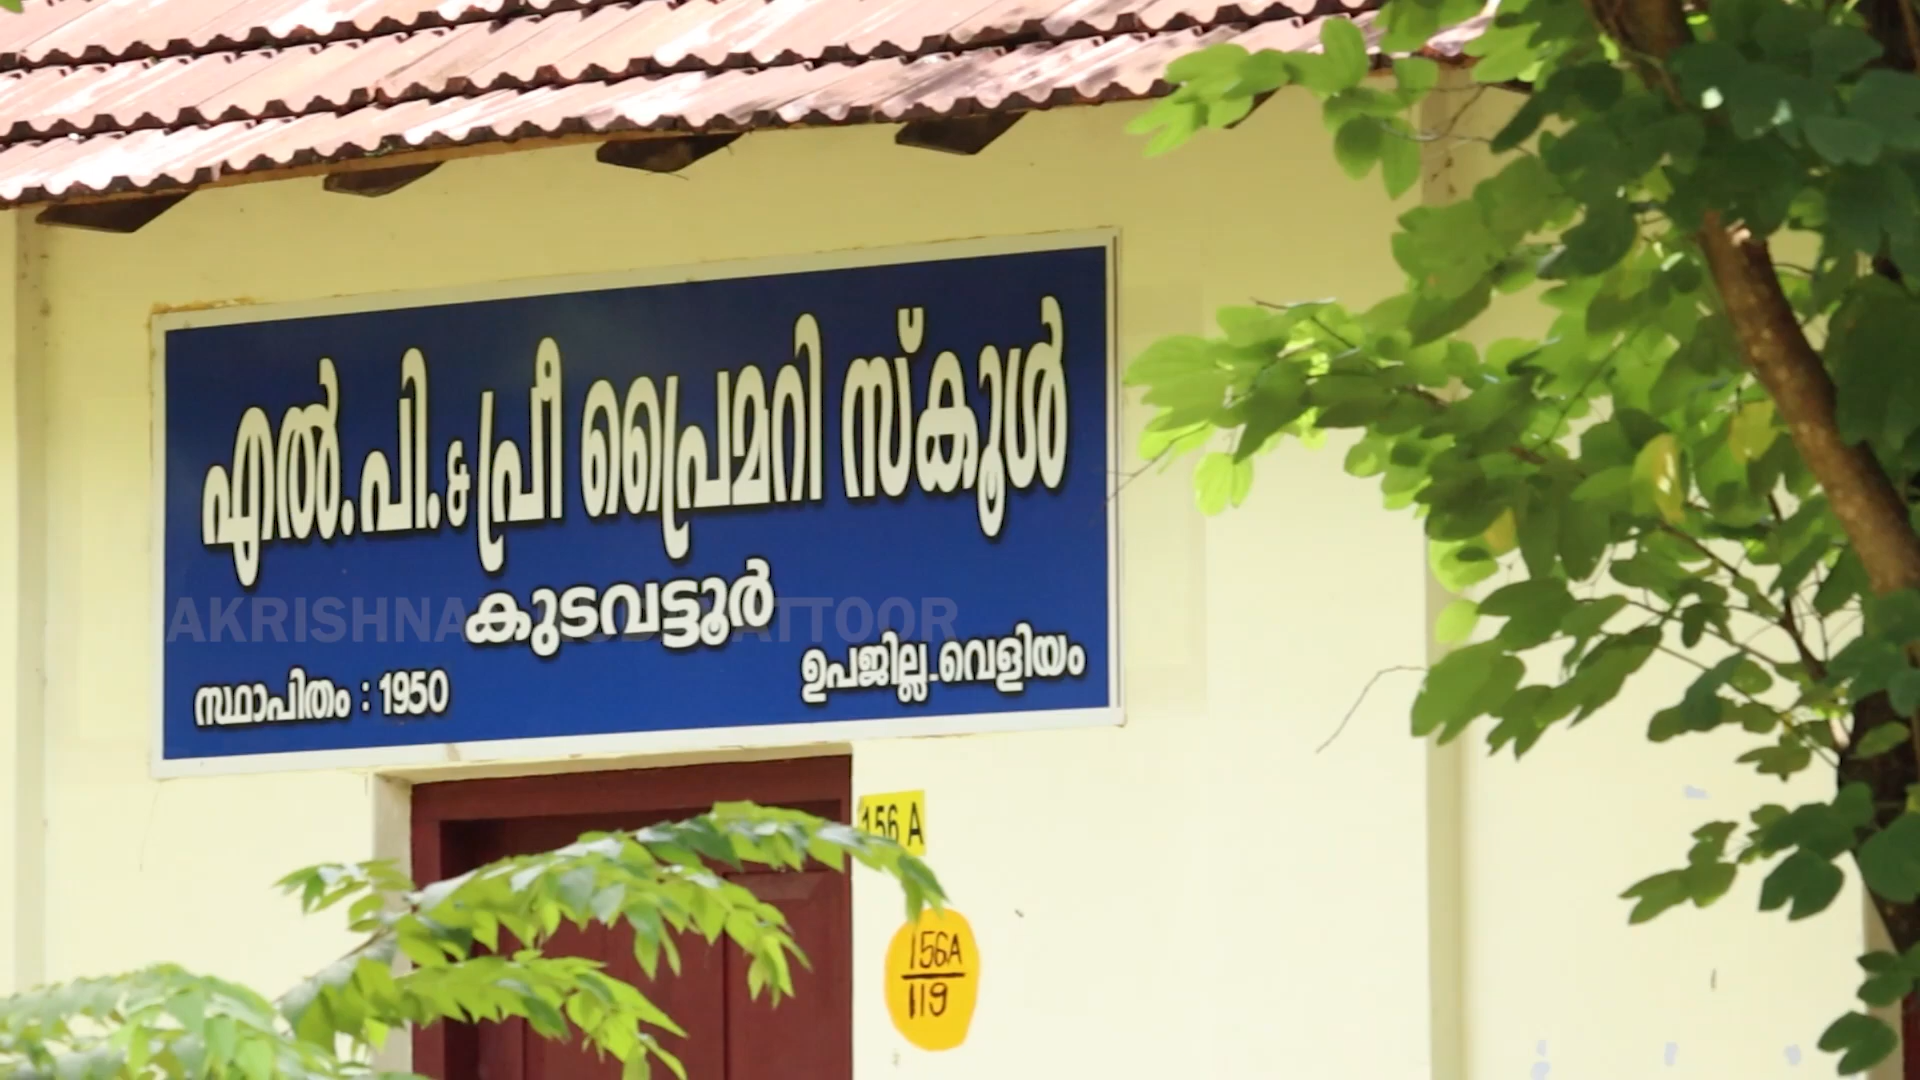 എൽ.പി.& പ്രീ പ്രൈമറി സ്കൂൾ
കുടവട്ടൂർ
സ്ഥാപിതം : 1950
ഉപജില്ല.വെളിയം
156 A
156A
119